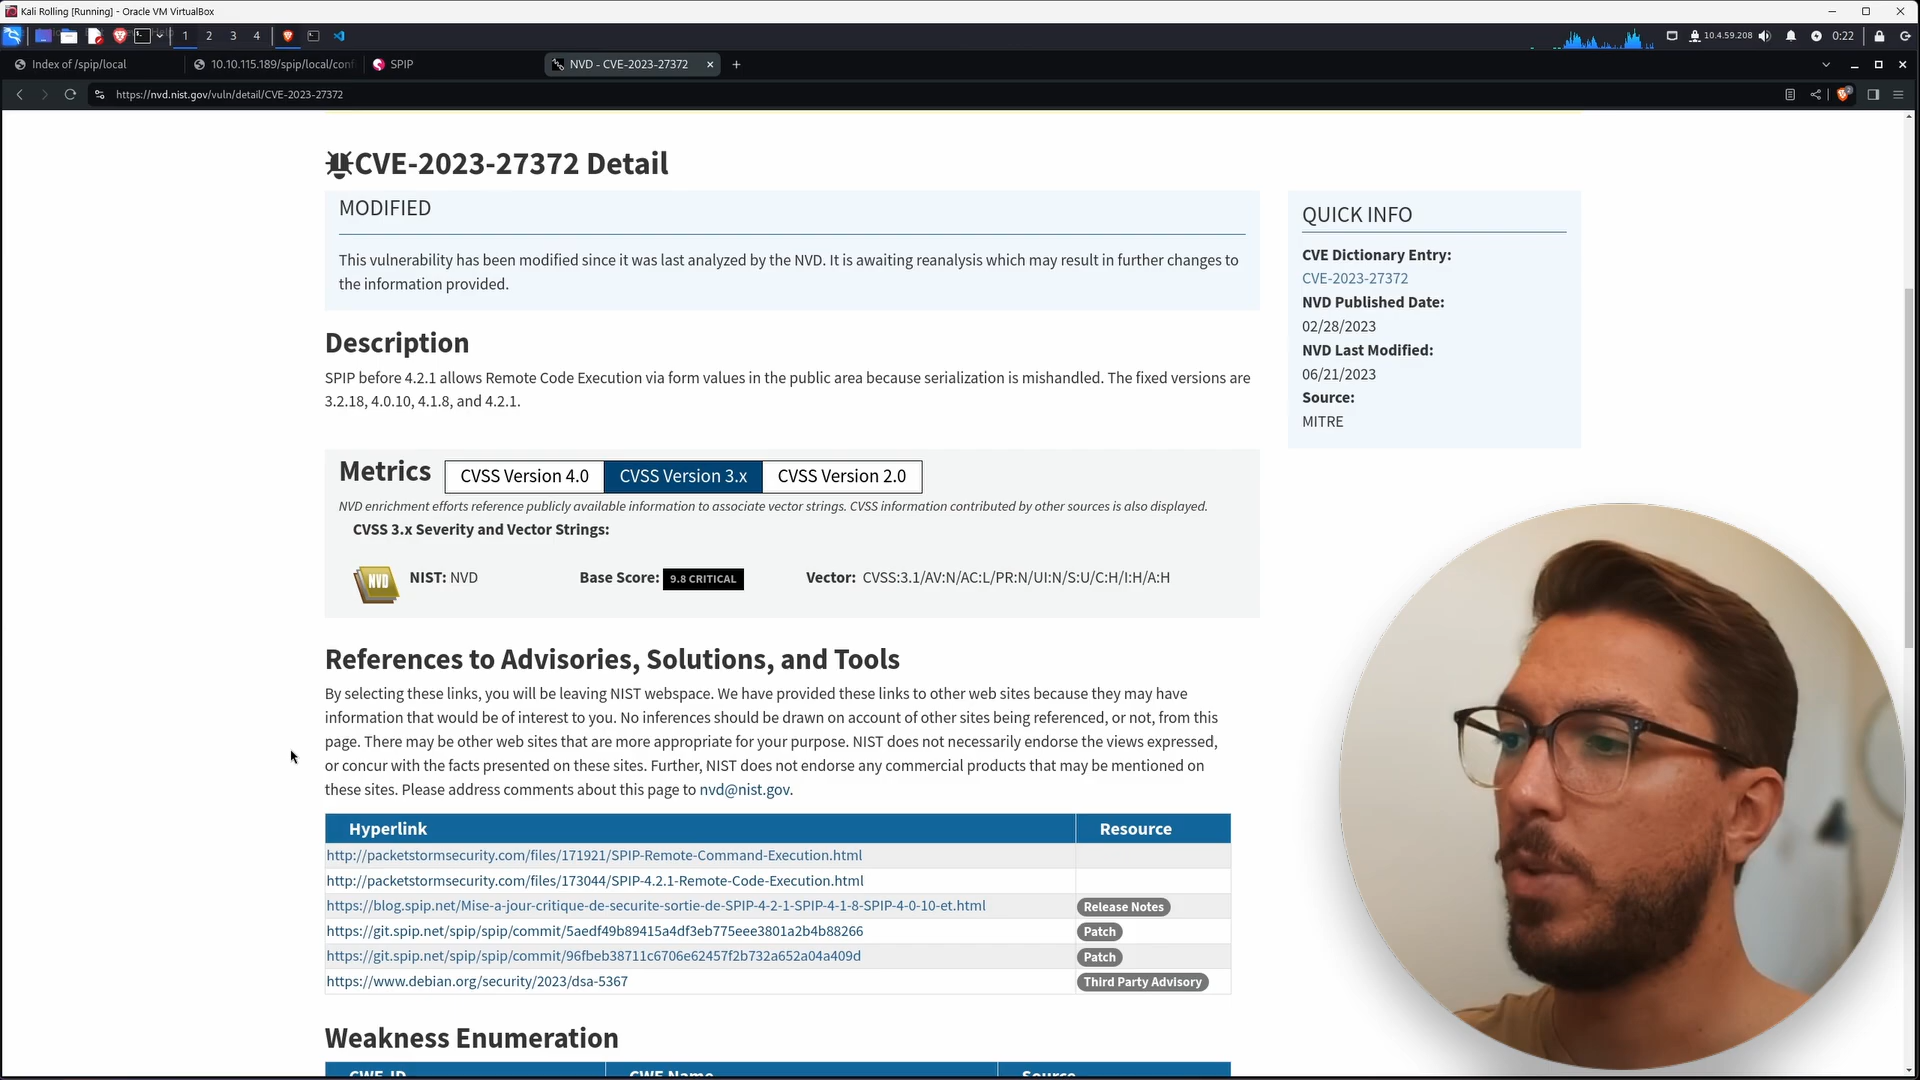 Kali Rolling [Running] - Oracle VM VirtualBox
1 2 3 4
10.4.59.208
0:22
Index of /spip/local
10.10.115.189/spip/local/conf
SPIP
NVD - CVE-2023-27372
https://nvd.nist.gov/vuln/detail/CVE-2023-27372
CVE-2023-27372 Detail
MODIFIED
This vulnerability has been modified since it was last analyzed by the NVD. It is awaiting reanalysis which may result in further changes to
the information provided.
Description
SPIP before 4.2.1 allows Remote Code Execution via form values in the public area because serialization is mishandled. The fixed versions are
3.2.18, 4.0.10, 4.1.8, and 4.2.1.
QUICK INFO
CVE Dictionary Entry:
CVE-2023-27372
NVD Published Date:
02/28/2023
NVD Last Modified:
06/21/2023
Source:
MITRE
Metrics
CVSS Version 4.0
CVSS Version 3.x
CVSS Version 2.0
NVD enrichment efforts reference publicly available information to associate vector strings. CVSS information contributed by other sources is also displayed.
CVSS 3.x Severity and Vector Strings:
NVD
NIST: NVD
Base Score: 9.8 CRITICAL
Vector: CVSS:3.1/AV:N/AC:L/PR:N/UI:N/S:U/C:H/I:H/A:H
References to Advisories, Solutions, and Tools
By selecting these links, you will be leaving NIST webspace. We have provided these links to other web sites because they may have
information that would be of interest to you. No inferences should be drawn on account of other sites being referenced, or not, from this
page. There may be other web sites that are more appropriate for your purpose. NIST does not necessarily endorse the views expressed,
or concur with the facts presented on these sites. Further, NIST does not endorse any commercial products that may be mentioned on
these sites. Please address comments about this page to nvd@nist.gov.
Hyperlink
Resource
http://packetstormsecurity.com/files/171921/SPIP-Remote-Command-Execution.html
http://packetstormsecurity.com/files/173044/SPIP-4.2.1-Remote-Code-Execution.html
https://blog.spip.net/Mise-a-jour-critique-de-securite-sortie-de-SPIP-4-2-1-SPIP-4-1-8-SPIP-4-0-10-et.html
Release Notes
https://git.spip.net/spip/spip/commit/5aedf49b89415a4df3eb775eee3801a2b4b88266
Patch
https://git.spip.net/spip/spip/commit/96fbeb38711c6706e62457f2b732a652a04a409d
Patch
https://www.debian.org/security/2023/dsa-5367
Third Party Advisory
Weakness Enumeration
CWE-ID
CWE Name
Source